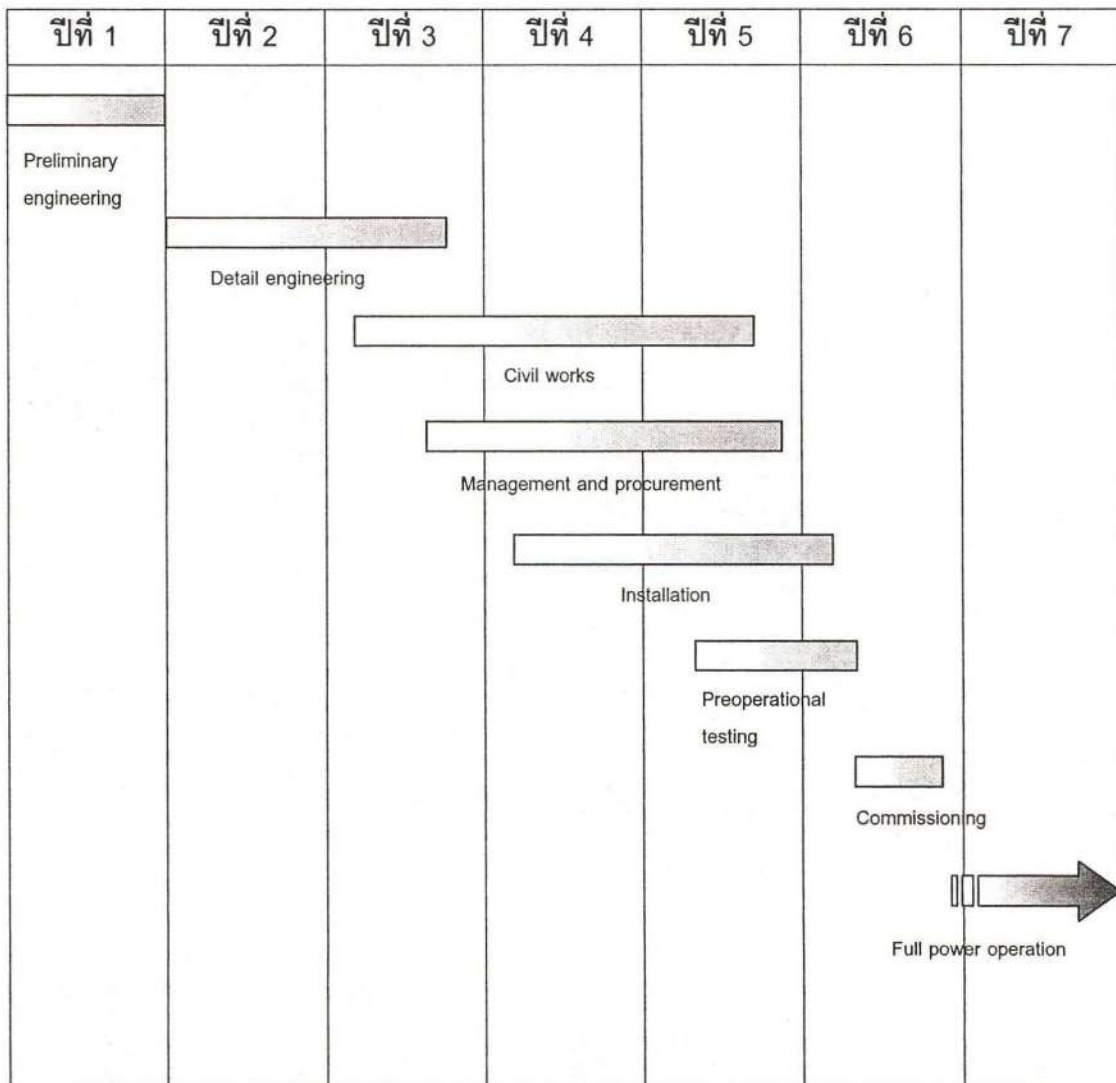 ปีที่ 1 ปีที่ 2 ปีที่ 3 ปีที่ 4 ปีที่ 5 ปีที่ 6 ปีที่ 7
Preliminary
engineering
Detail engineering
Civil works
Management and procurement
Installation
Preoperational
testing
Commissioning
Full power operation